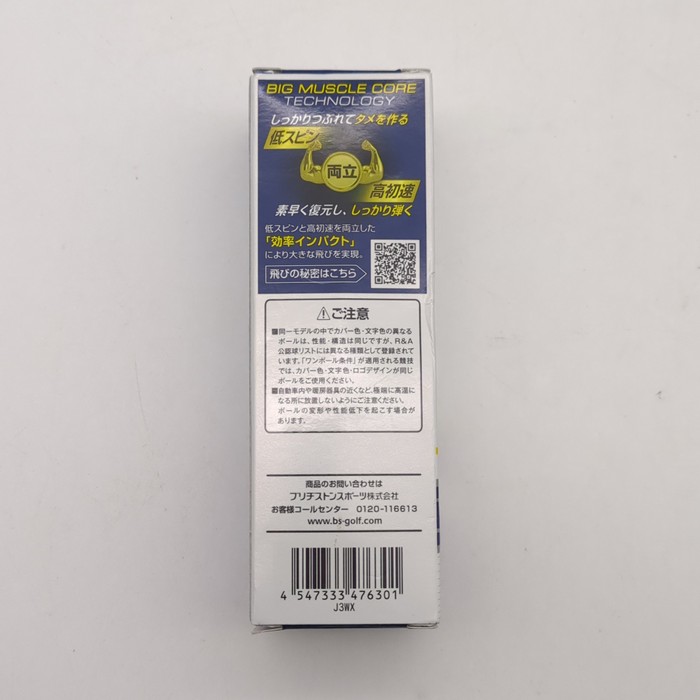 BIG MUSCLE CORE
TECHNOLOGY
しっかりつぶれてタメを作る
低スピン
両立
高初速
素早く復元し、しっかり弾く
低スピンと高初速を両立した
「効率インパクト」
により大きな飛びを実現。
飛びの秘密はこちら
⚠ご注意
■同一モデルの中でカバー色・文字色の異なる
ボールは、性能・構造は同じですが、R&A
公認球リストには異なる種類として登録されて
います。「ワンボール条件」が適用される競技
では、カバー色・文字色・ロゴデザインが同じ
ボールをご使用ください。
■自動車内や暖房器具の近くなど、極端に高温に
なる所に放置しないようにご注意ください。
ボールの変形や性能低下を起こす場合が
あります。
商品のお問い合わせは
ブリヂストンスポーツ株式会社
お客様コールセンター 0120-116613
www.bs-golf.com
4 547333 476301
J3WX